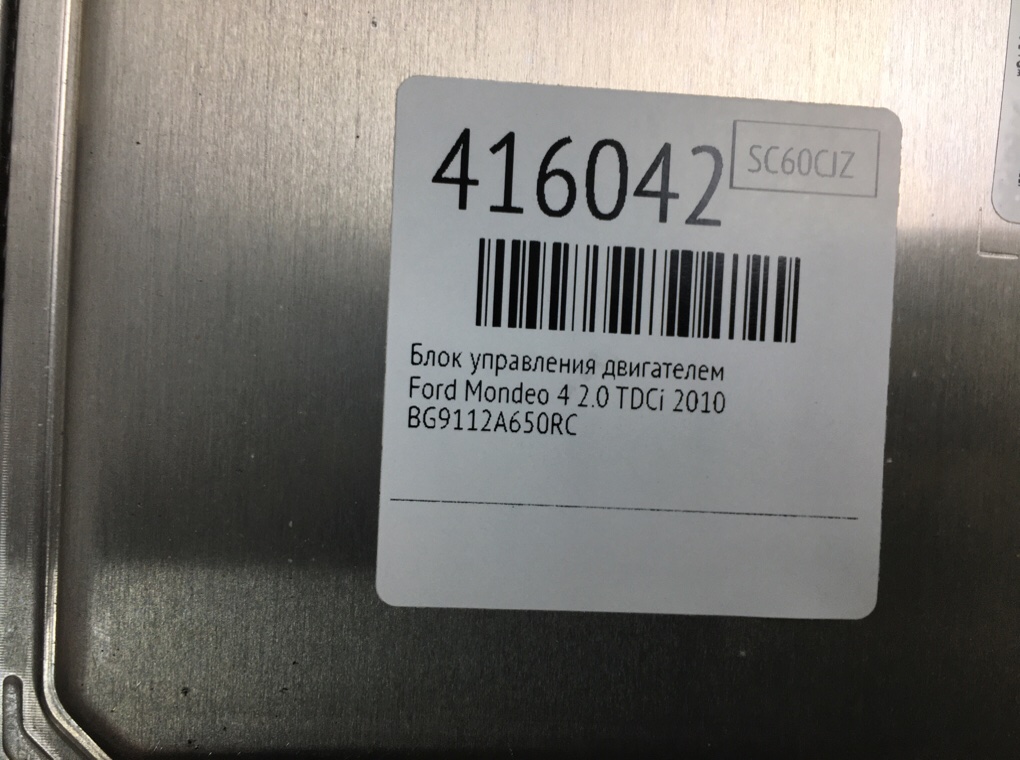 416042
SC60CJZ
Блок управления двигателем
Ford Mondeo 4 2.0 TDCi 2010
BG9112A650RC